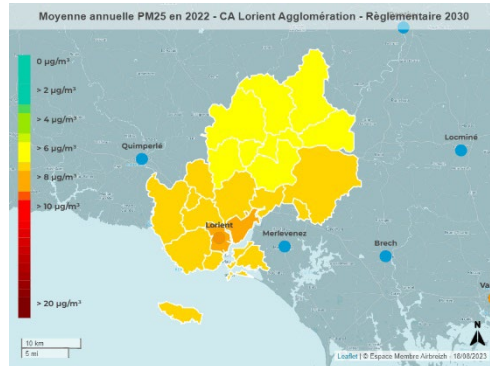 Moyenne annuelle PM25 en 2022 - CA Lorient Agglomération - Règlementaire 2030
0 µg/m³
> 2 µg/m³
> 4 µg/m³
> 6 µg/m³
> 8 µg/m³
> 10 µg/m³
> 20 µg/m³
Quimperlé
Locminé
Lorient
Merlevenez
Brech
Va
10 km
5 mi
N
Leaflet | © Espace Membre Airbreizh - 16/08/2023